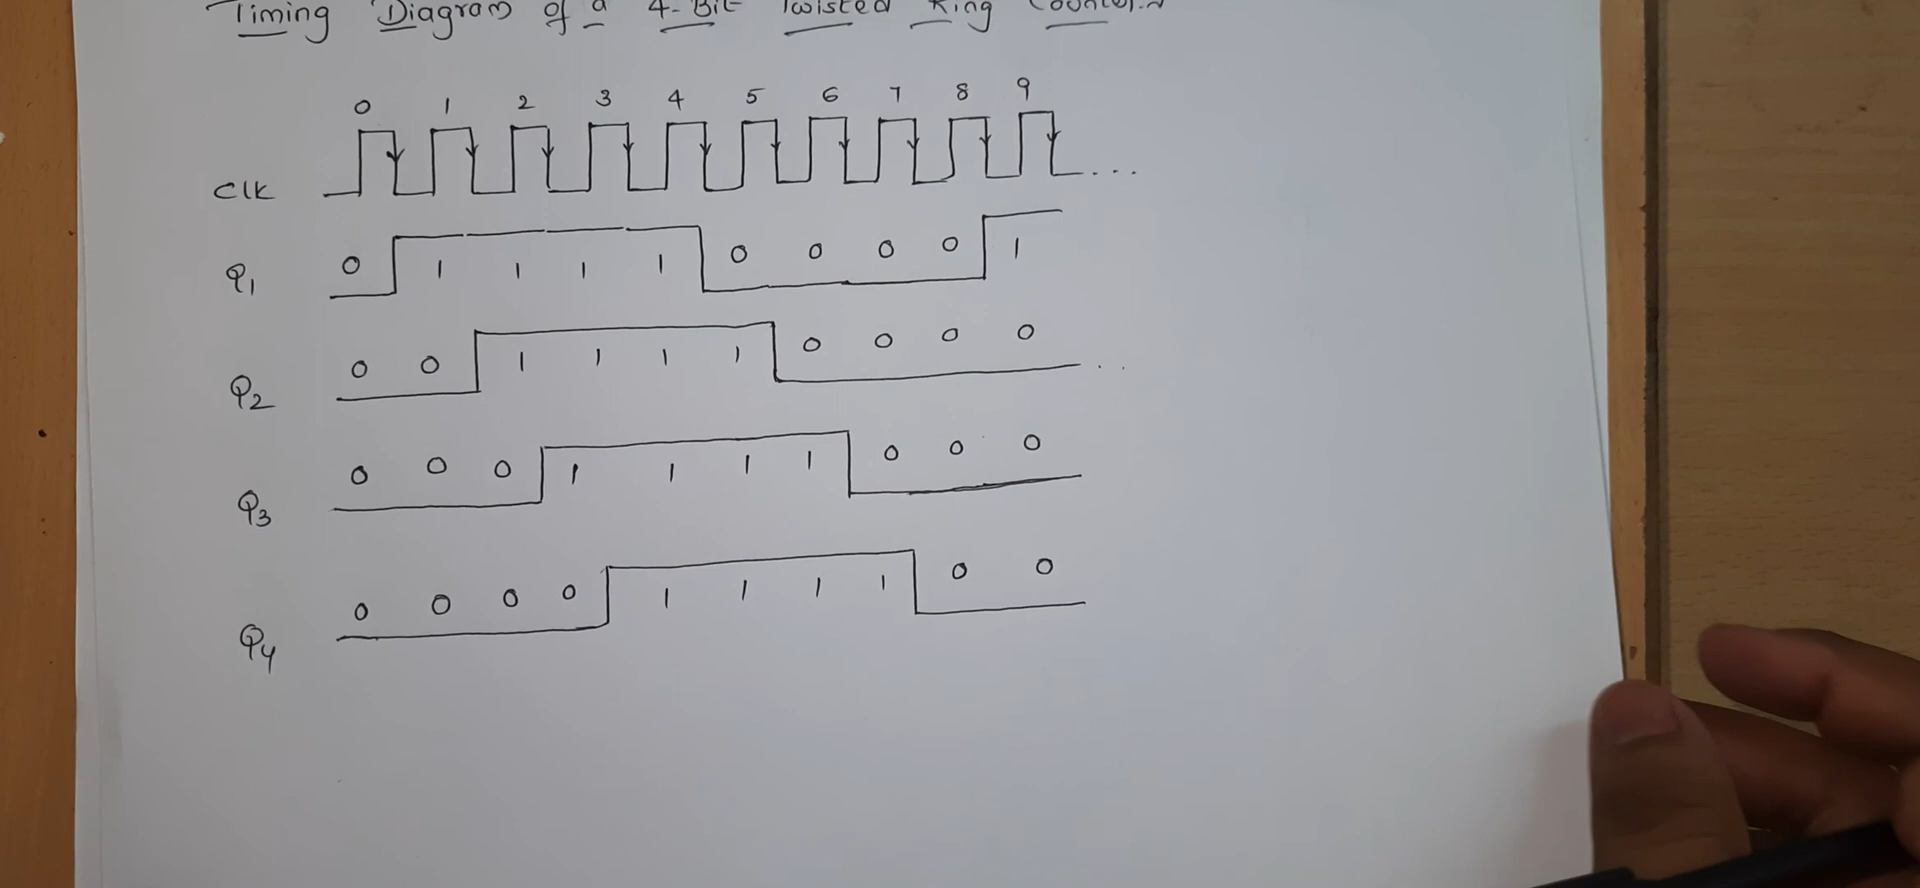 Timing Diagram of a 4-Bit Twisted Ring Counter:~
0 1 2 3 4 5 6 7 8 9
Clk ...
Q1 0 1 1 1 1 0 0 0 0 1
Q2 0 0 1 1 1 1 0 0 0 0 ..
Q3 0 0 0 1 1 1 1 0 0 0
Q4 0 0 0 0 1 1 1 1 0 0